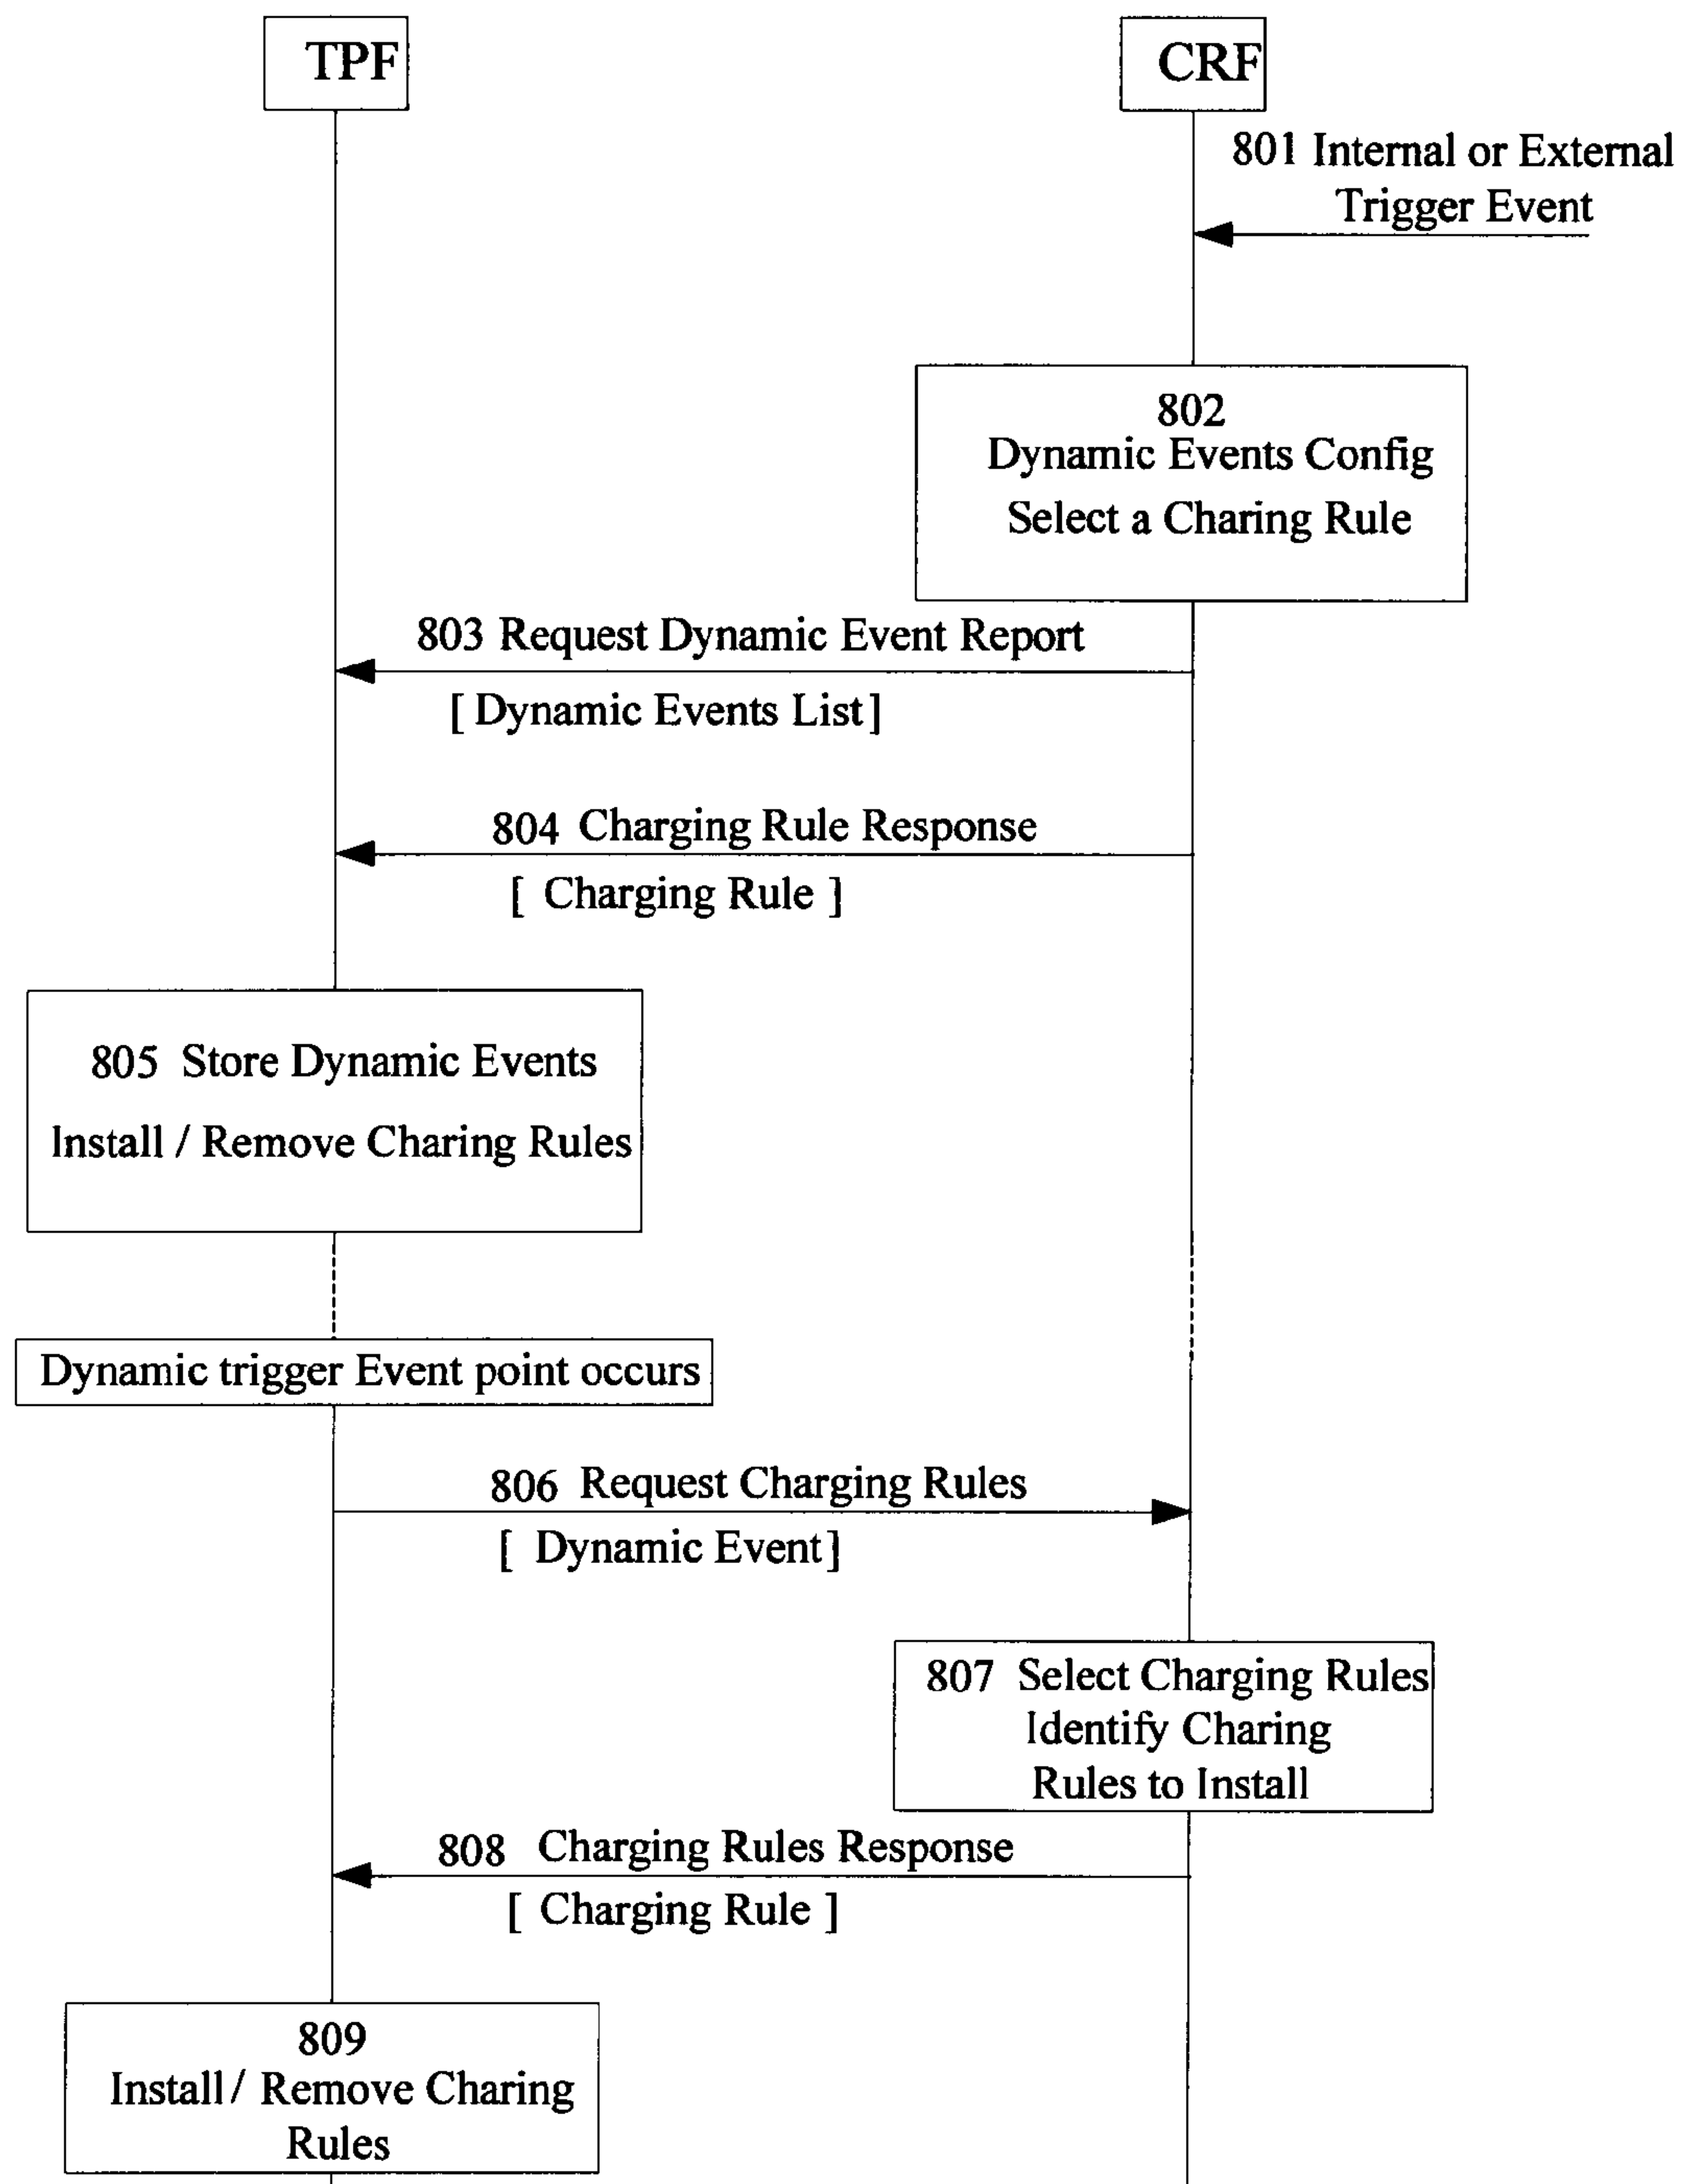 TPF
CRF
801 Internal or External
Trigger Event
802
Dynamic Events Config
Select a Charing Rule
803 Request Dynamic Event Report
[ Dynamic Events List]
804 Charging Rule Response
[ Charging Rule ]
805 Store Dynamic Events
Install / Remove Charing Rules
Dynamic trigger Event point occurs
806 Request Charging Rules
[ Dynamic Event]
807 Select Charging Rules
Identify Charing
Rules to Install
808 Charging Rules Response
[ Charging Rule ]
809
Install / Remove Charing
Rules